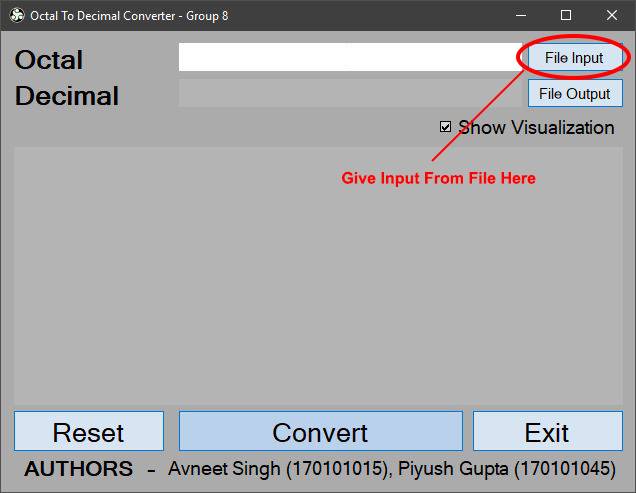 Octal To Decimal Converter - Group 8
Octal
File Input
Decimal
File Output
Show Visualization
Give Input From File Here
Reset
Convert
Exit
AUTHORS - Avneet Singh (170101015), Piyush Gupta (170101045)